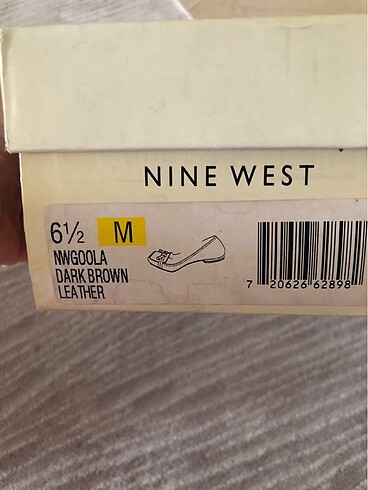 NINE WEST
6½ M
NWGOOLA
DARK BROWN
LEATHER
7 20626 62898